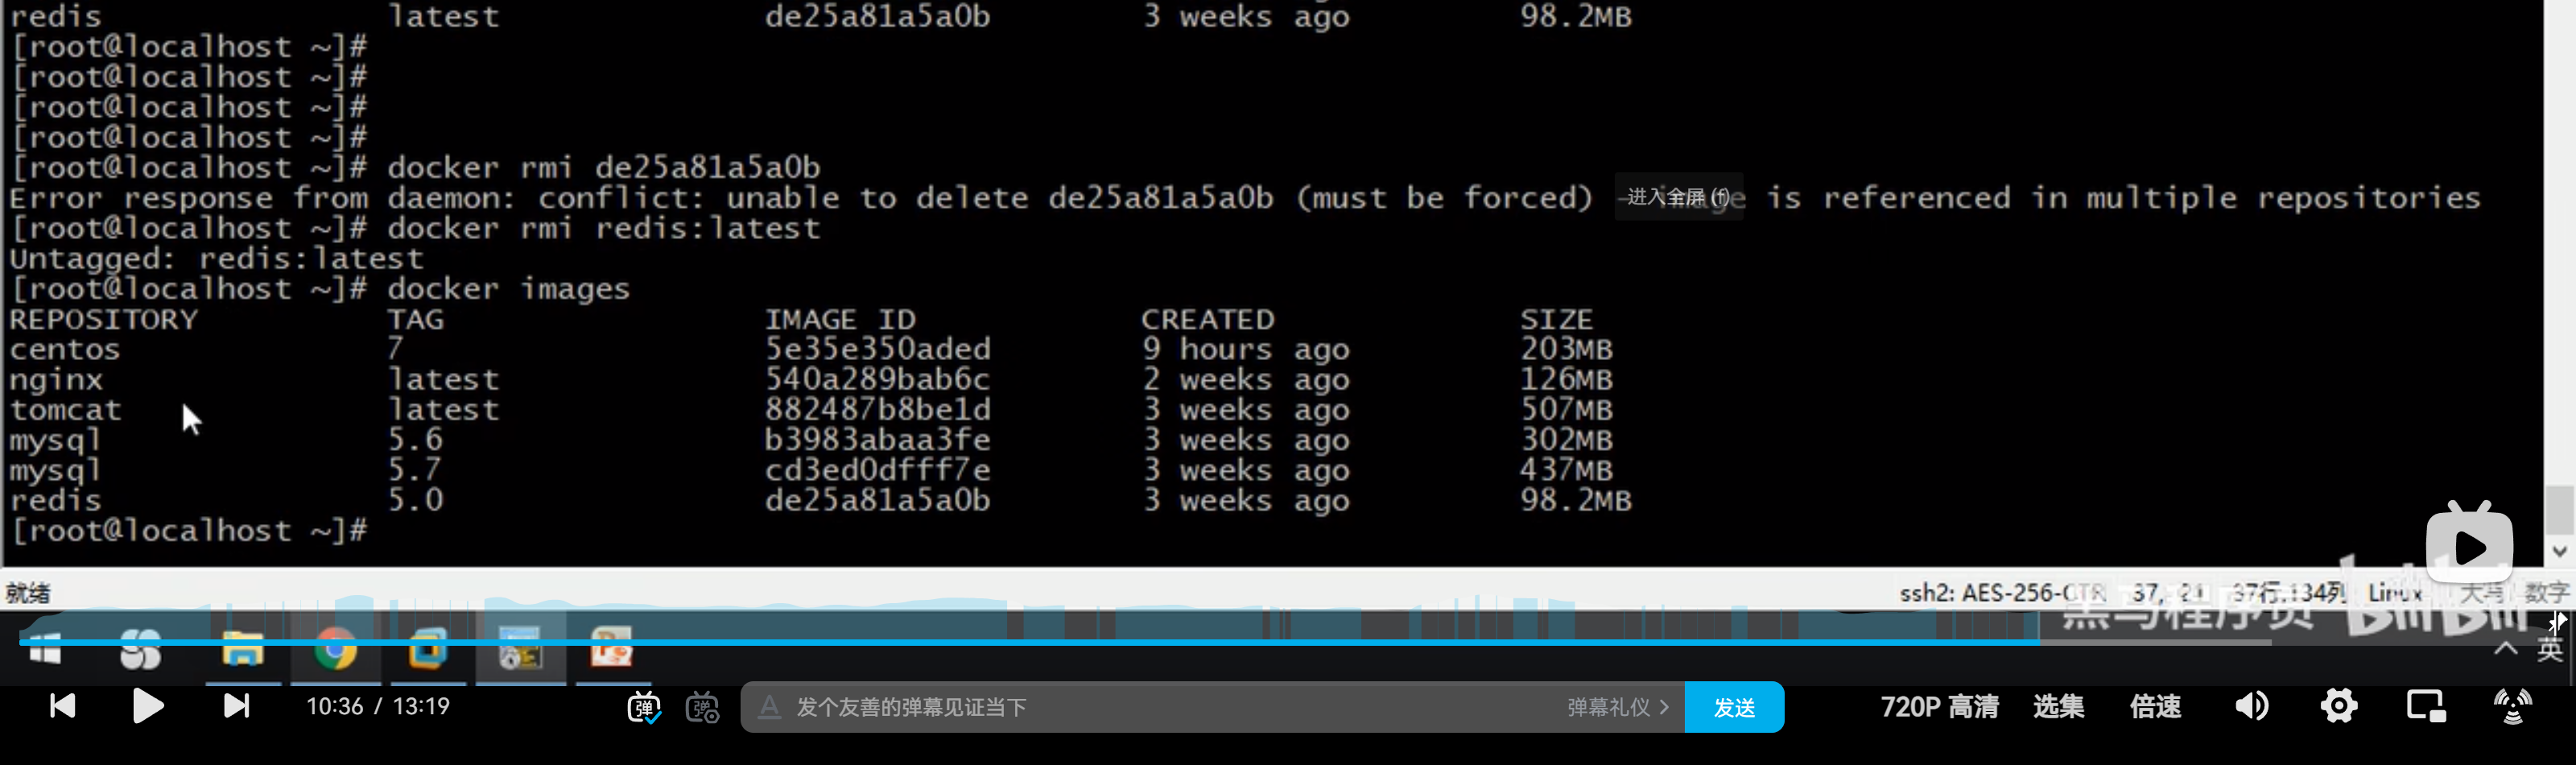 redis latest de25a81a5a0b 3 weeks ago 98.2MB
[root@localhost ~]#
[root@localhost ~]#
[root@localhost ~]#
[root@localhost ~]#
[root@localhost ~]# docker rmi de25a81a5a0b
Error response from daemon: conflict: unable to delete de25a81a5a0b (must be forced) - image is referenced in multiple repositories
进入全屏 (f)
[root@localhost ~]# docker rmi redis:latest
Untagged: redis:latest
[root@localhost ~]# docker images
REPOSITORY TAG IMAGE ID CREATED SIZE
centos 7 5e35e350aded 9 hours ago 203MB
nginx latest 540a289bab6c 2 weeks ago 126MB
tomcat latest 882487b8be1d 3 weeks ago 507MB
mysql 5.6 b3983abaa3fe 3 weeks ago 302MB
mysql 5.7 cd3ed0dfff7e 3 weeks ago 437MB
redis 5.0 de25a81a5a0b 3 weeks ago 98.2MB
[root@localhost ~]#
就绪 ssh2: AES-256-CTR 37, 21 37行,134列 Linux 大写 数字
黑马程序员 bilibili
英
10:36 / 13:19 弹 弹 发个友善的弹幕见证当下 弹幕礼仪 > 发送 720P 高清 选集 倍速